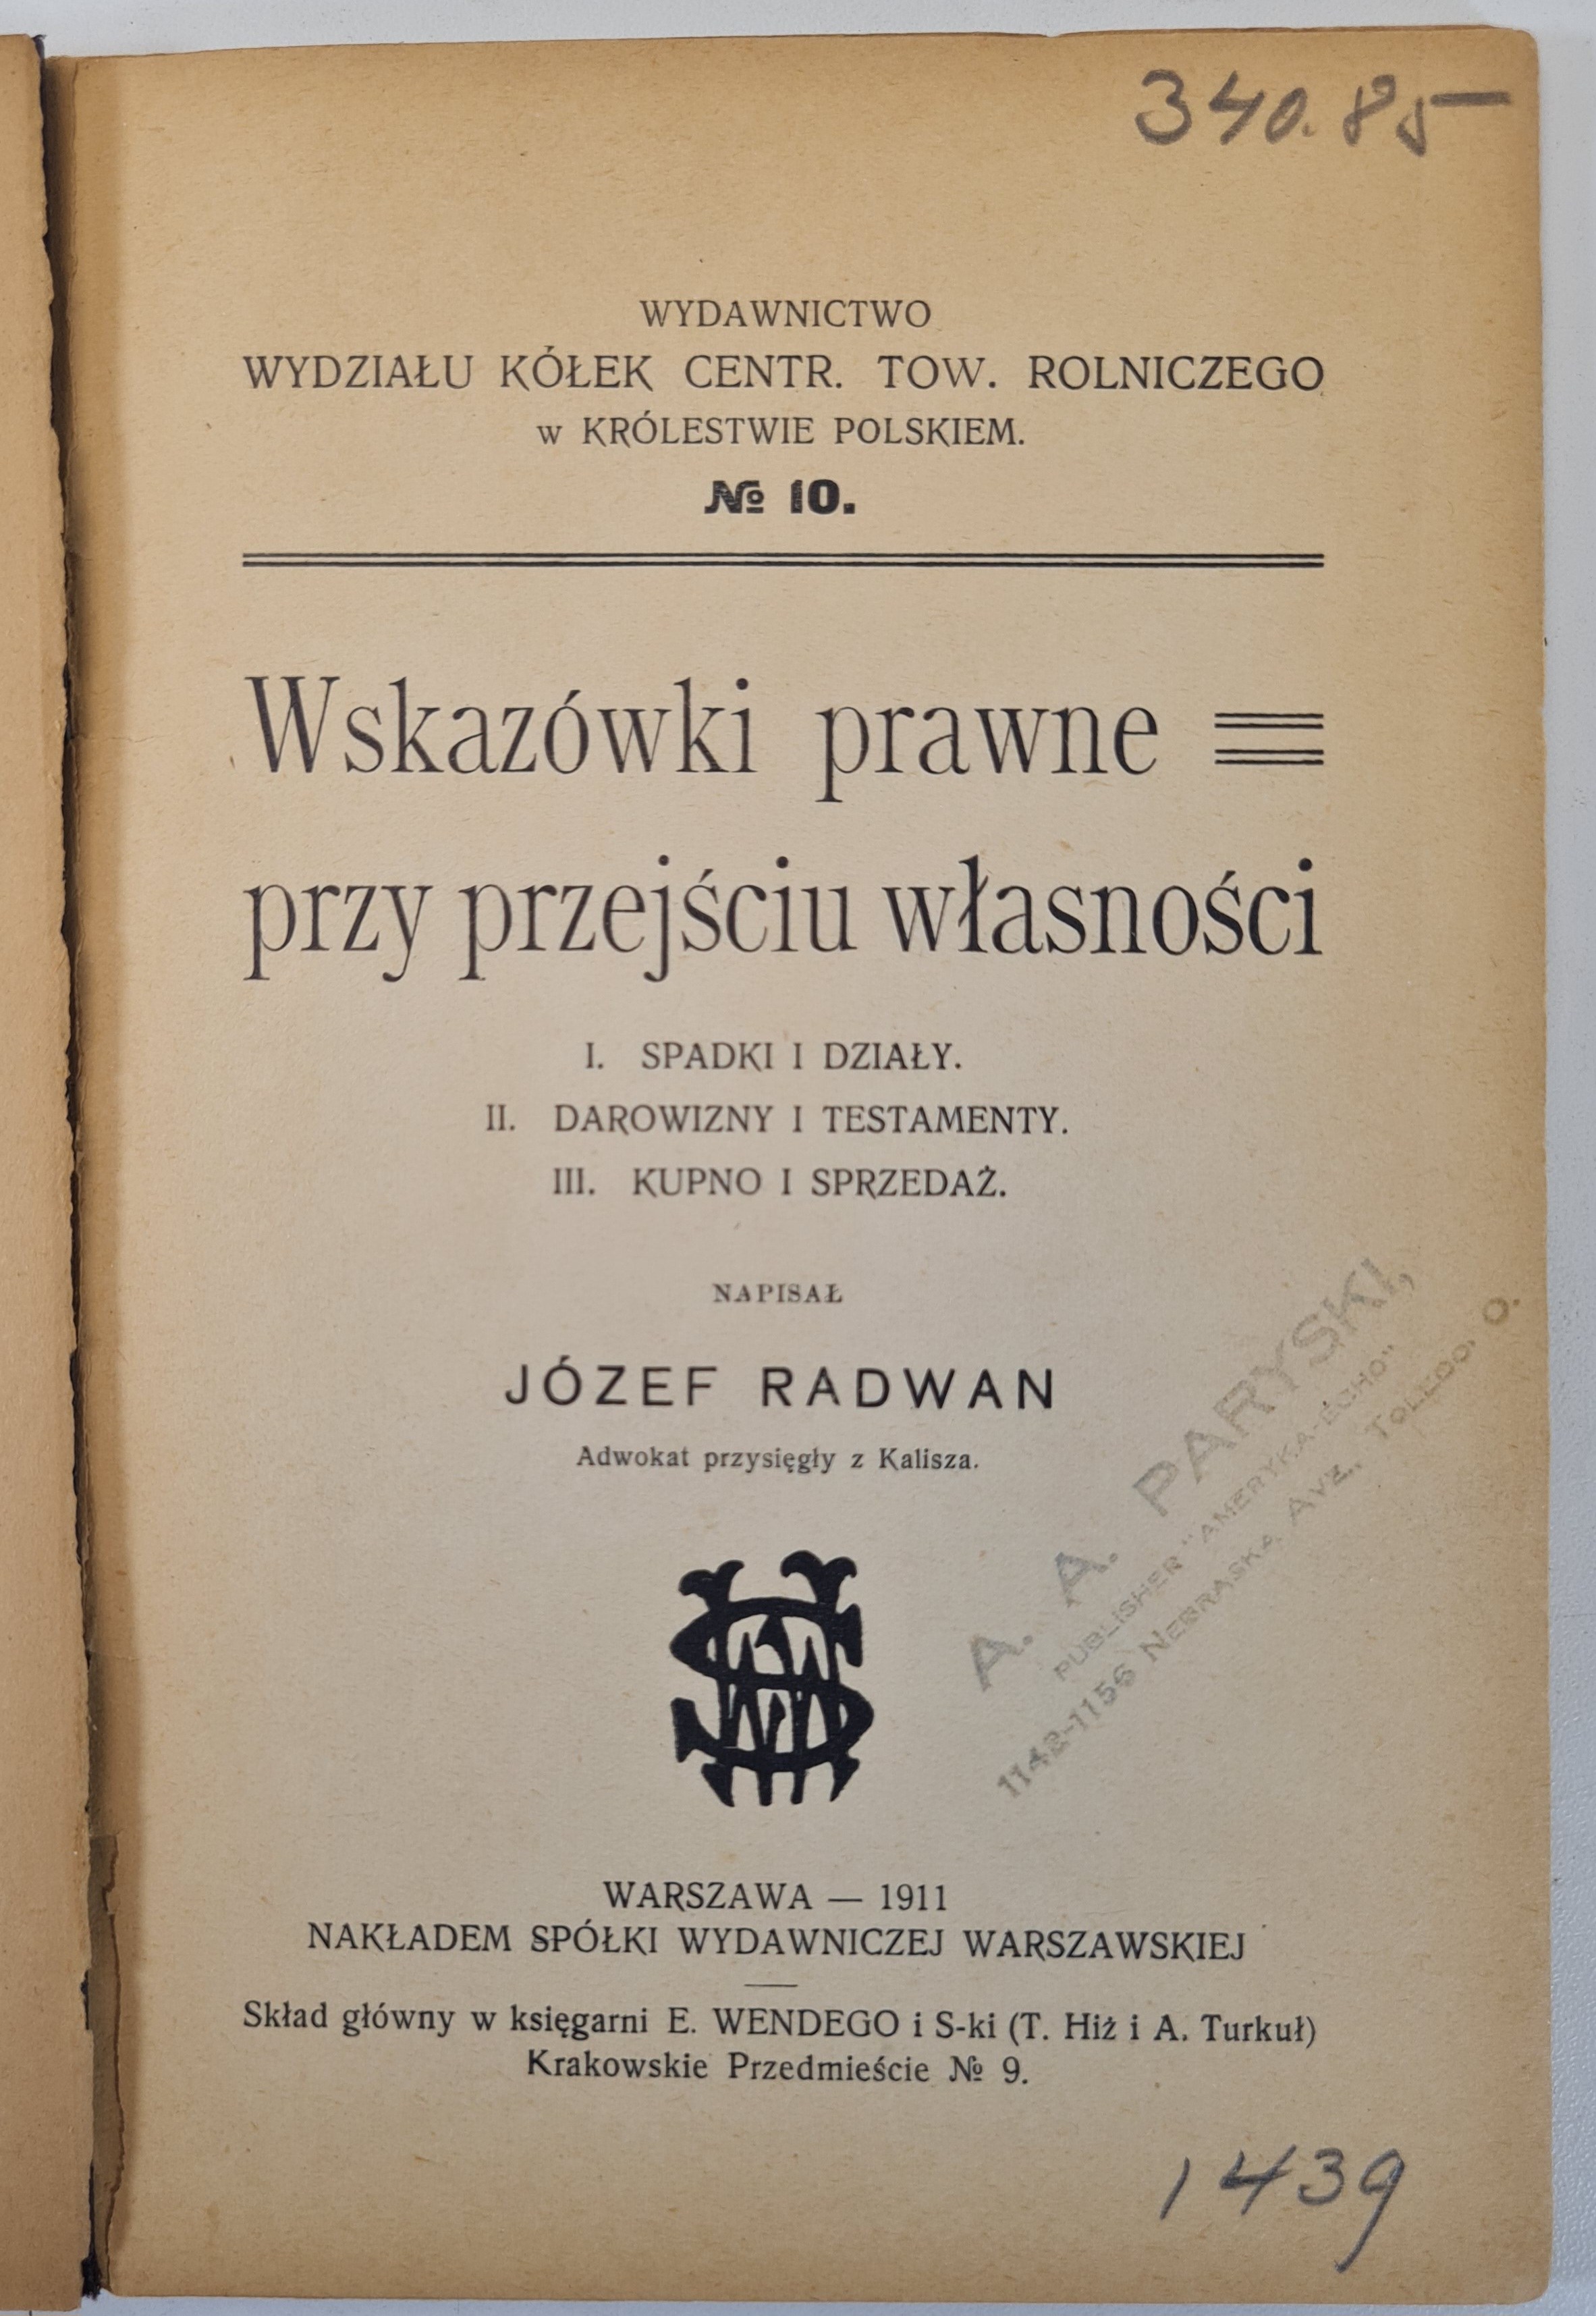 340.85
WYDAWNICTWO
WYDZIAŁU KÓŁEK CENTR. TOW. ROLNICZEGO
w KRÓLESTWIE POLSKIEM.
№ 10.
Wskazówki prawne
przy przejściu własności
I. SPADKI I DZIAŁY.
II. DAROWIZNY I TESTAMENTY.
III. KUPNO I SPRZEDAŻ.
NAPISAŁ
JÓZEF RADWAN
Adwokat przysięgły z Kalisza.
A. A. PARYSKI,
PUBLISHER "AMERYKA-ECHO"
1142-1156 NEBRASKA AVE., TOLEDO, O.
WARSZAWA — 1911
NAKŁADEM SPÓŁKI WYDAWNICZEJ WARSZAWSKIEJ
Skład główny w księgarni E. WENDEGO i S-ki (T. Hiż i A. Turkuł)
Krakowskie Przedmieście № 9.
1439